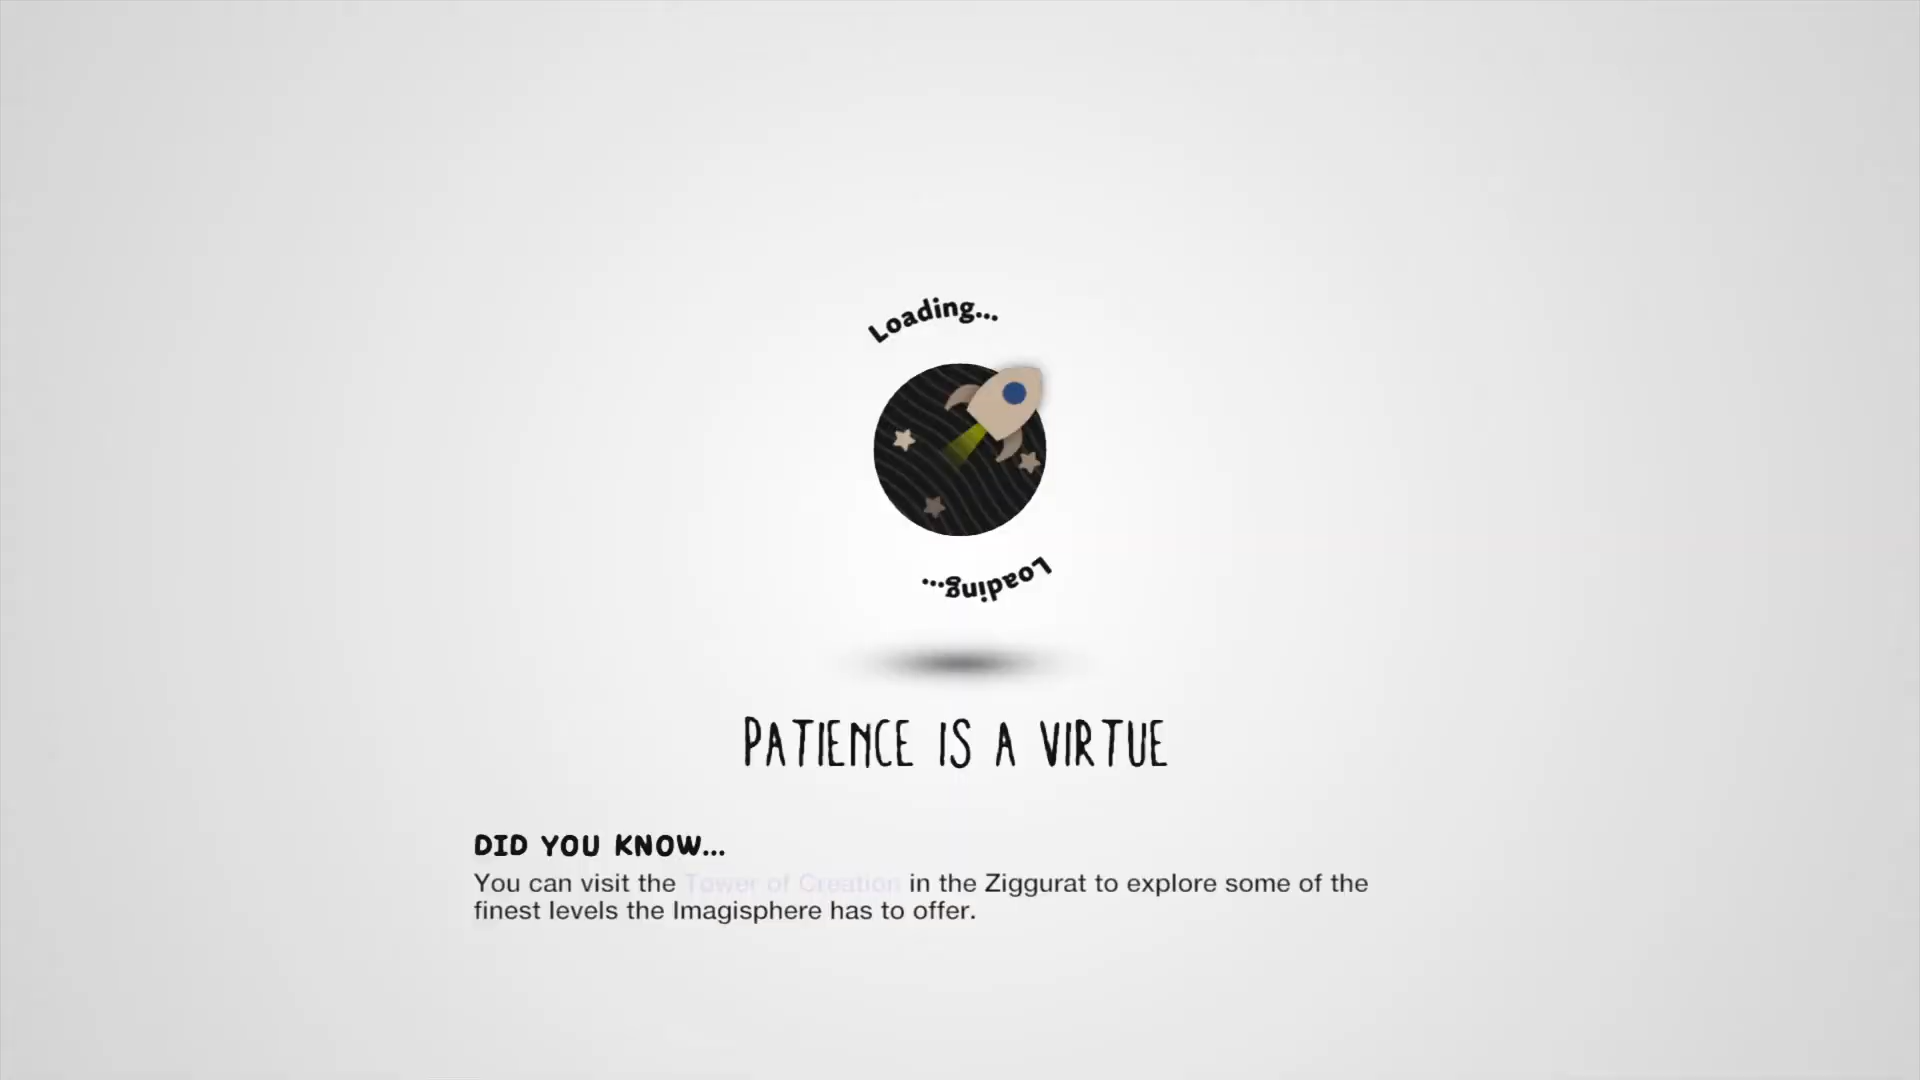 Loading...
Loading...
PATIENCE IS A VIRTUE
DID YOU KNOW...
You can visit the Tower of Creation in the Ziggurat to explore some of the
finest levels the Imagisphere has to offer.